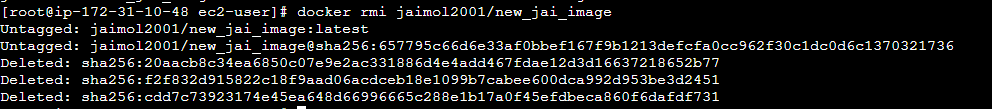 [root@ip-172-31-10-48 ec2-user]# docker rmi jaimol2001/new_jai_image
Untagged: jaimol2001/new_jai_image:latest
Untagged: jaimol2001/new_jai_image@sha256:657795c66d6e33af0bbef167f9b1213defcfa0cc962f30c1dc0d6c1370321736
Deleted: sha256:20aacb8c34ea6850c07e9e2ac331886d4e4add467fdae12d3d16637218652b77
Deleted: sha256:f2f832d915822c18f9aad06acdceb18e1099b7cabee600dca992d953be3d2451
Deleted: sha256:cdd7c73923174e45ea648d66996665c288e1b17a0f45efdbeca860f6dafdf731